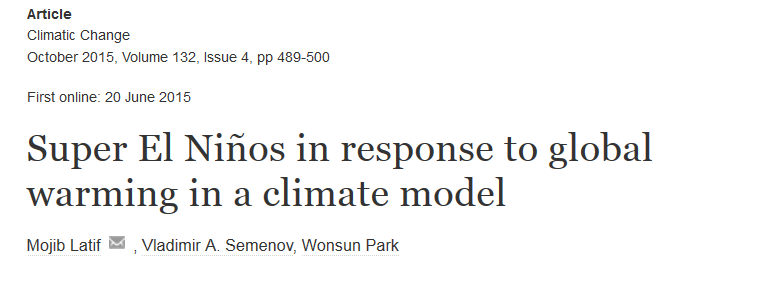 Article
Climatic Change
October 2015, Volume 132, Issue 4, pp 489-500
First online: 20 June 2015
Super El Niños in response to global
warming in a climate model
Mojib Latif , Vladimir A. Semenov, Wonsun Park